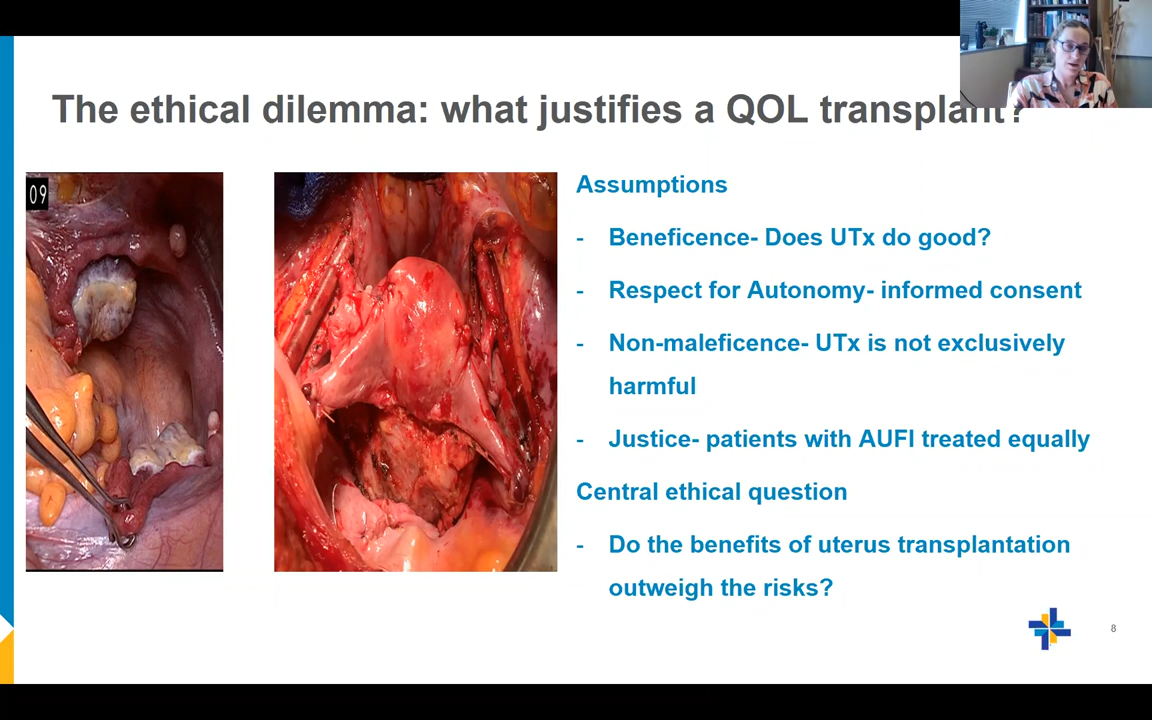 The ethical dilemma: what justifies a QOL transplant?
09
Assumptions
- Beneficence- Does UTx do good?
- Respect for Autonomy- informed consent
- Non-maleficence- UTx is not exclusively
harmful
- Justice- patients with AUFI treated equally
Central ethical question
- Do the benefits of uterus transplantation
outweigh the risks?
8